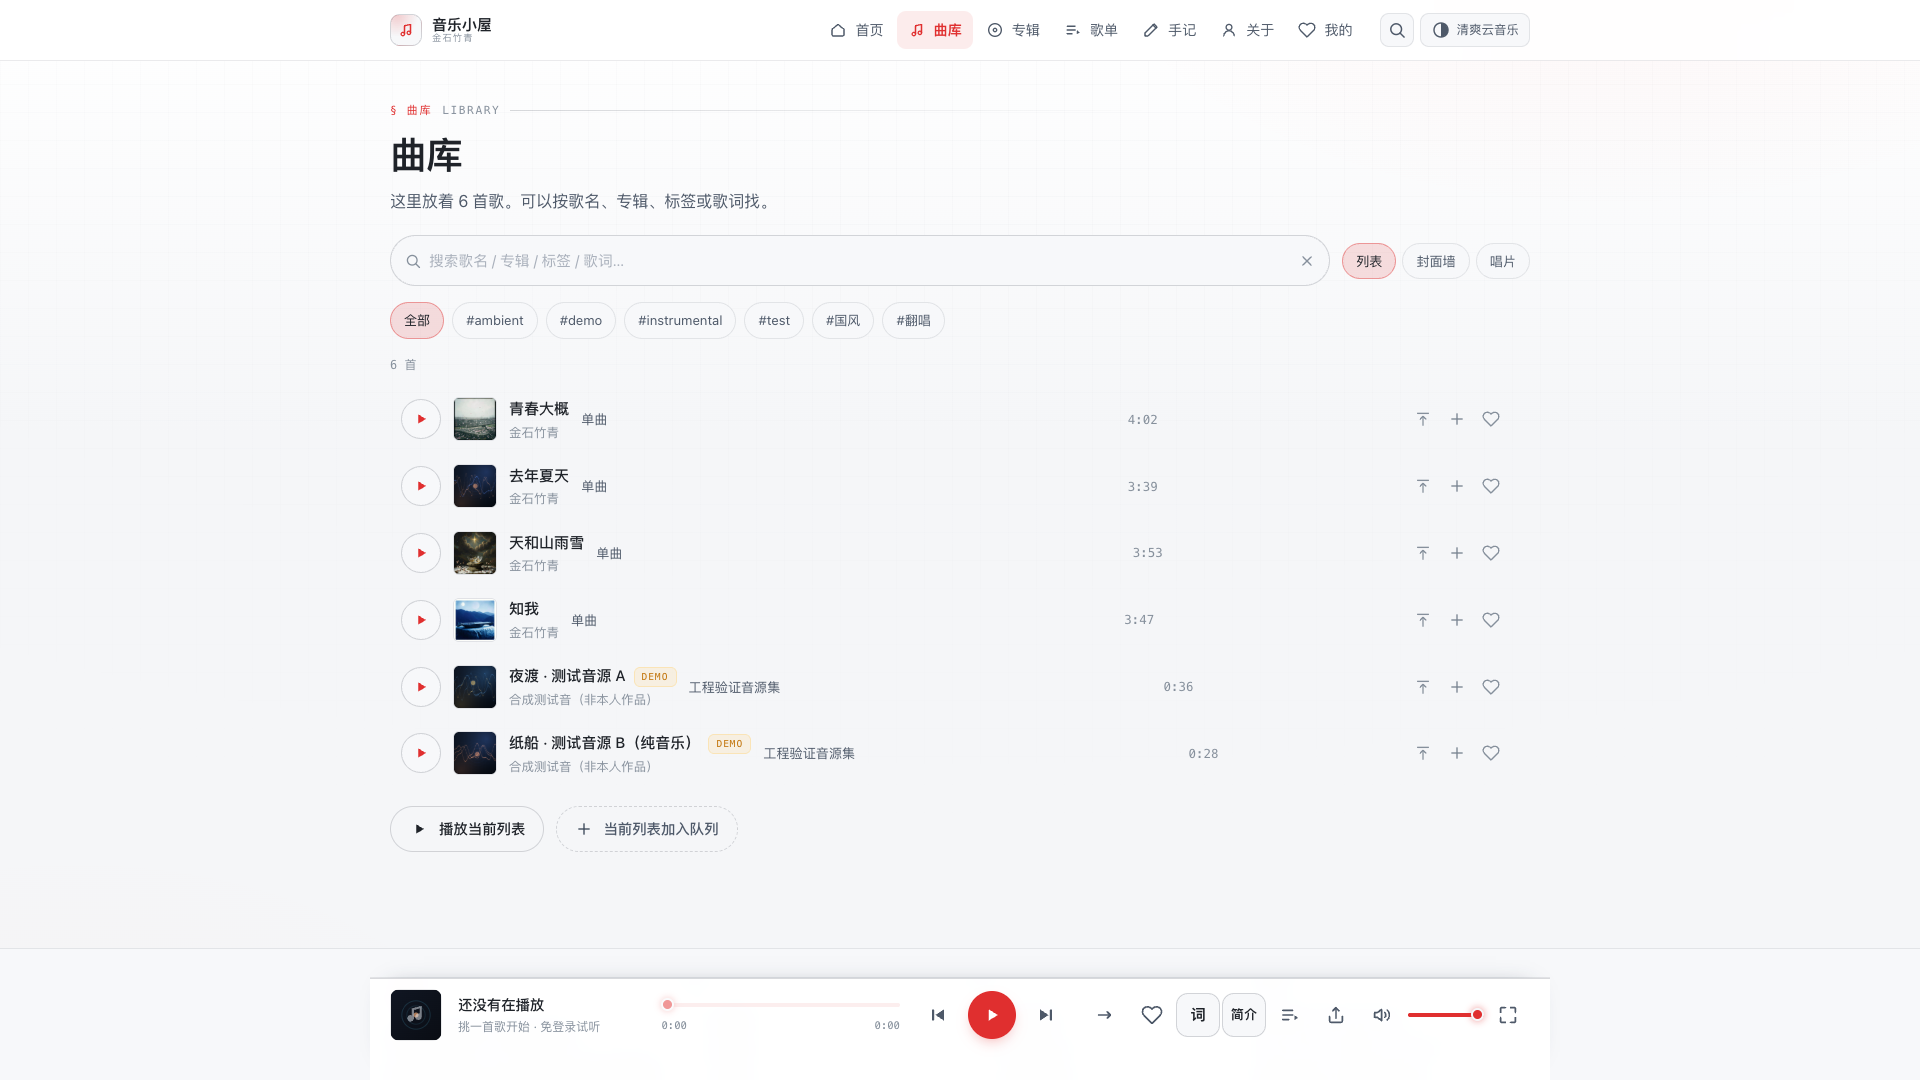 音乐小屋
金石竹青
首页
曲库
专辑
歌单
手记
关于
我的
清爽云音乐
§ 曲库 LIBRARY
曲库
这里放着 6 首歌。可以按歌名、专辑、标签或歌词找。
搜索歌名 / 专辑 / 标签 / 歌词...
列表
封面墙
唱片
全部
#ambient
#demo
#instrumental
#test
#国风
#翻唱
6 首
青春大概
金石竹青
单曲
4:02
去年夏天
金石竹青
单曲
3:39
天和山雨雪
金石竹青
单曲
3:53
知我
金石竹青
单曲
3:47
夜渡 · 测试音源 A
DEMO
合成测试音（非本人作品）
工程验证音源集
0:36
纸船 · 测试音源 B（纯音乐）
DEMO
合成测试音（非本人作品）
工程验证音源集
0:28
播放当前列表
当前列表加入队列
还没有在播放
挑一首歌开始 · 免登录试听
0:00
0:00
词
简介